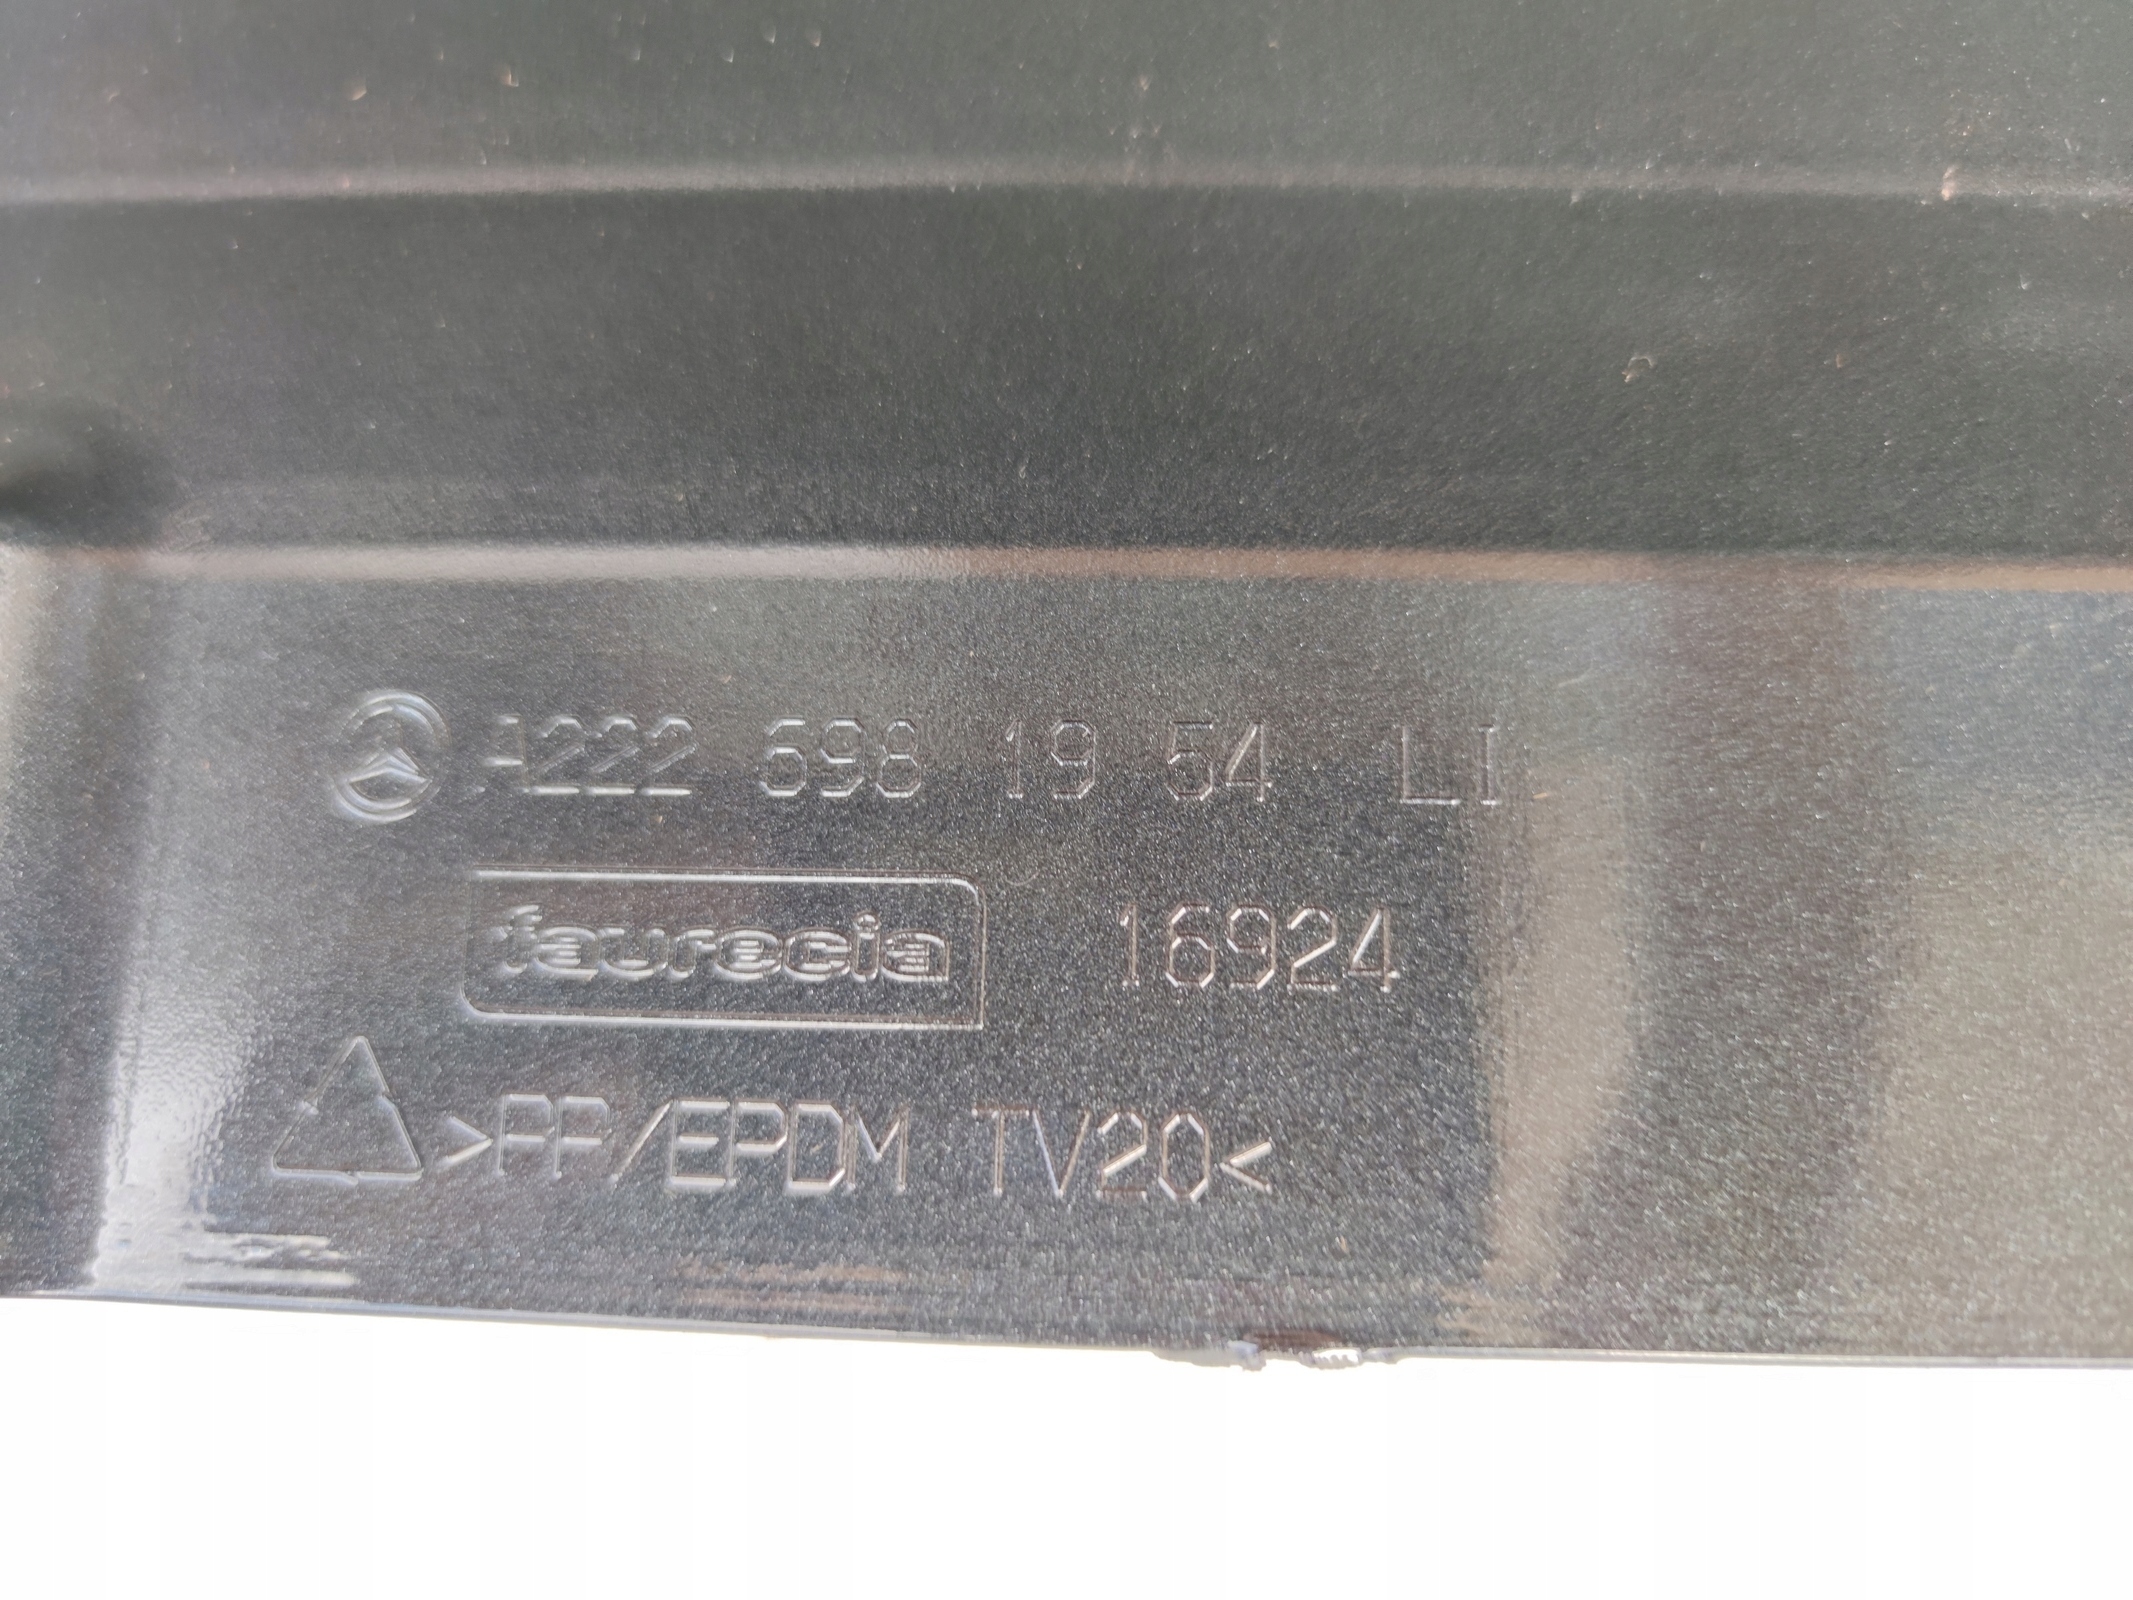 A222 698 19 54 LI
faurecia 16924
>PP/EPDM TV20<